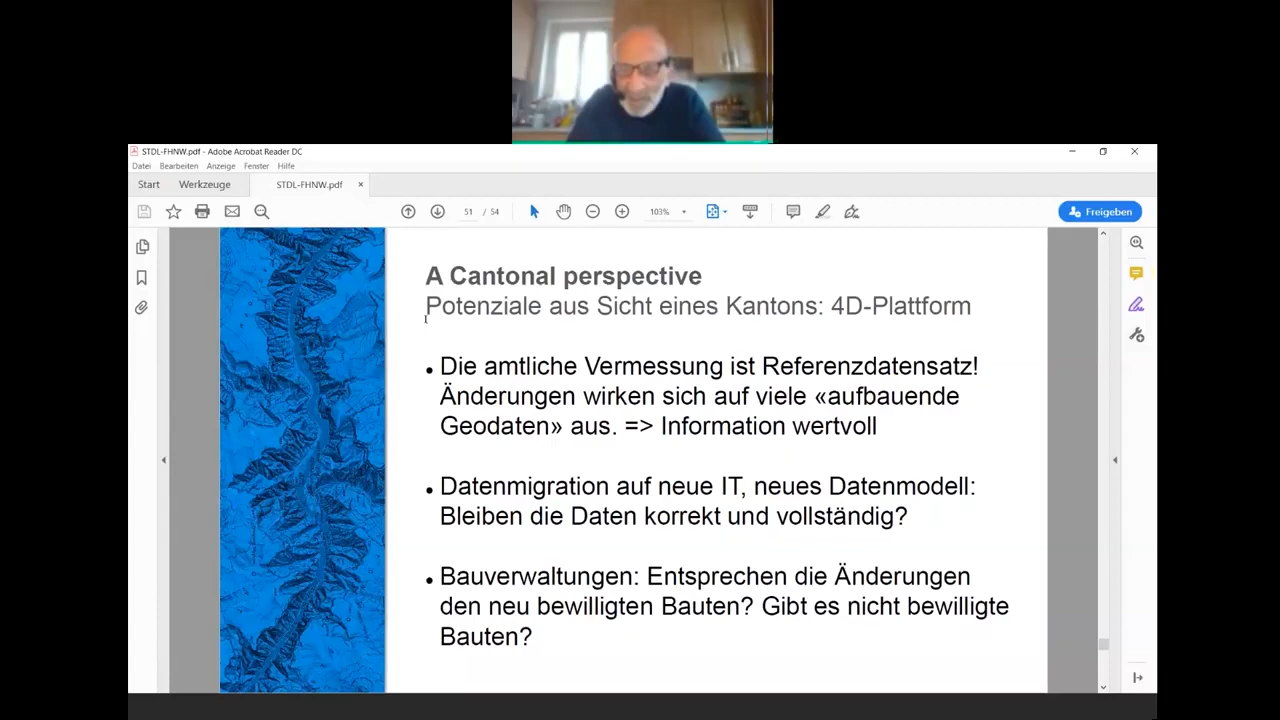 STDL-FHNW.pdf - Adobe Acrobat Reader DC
Datei Bearbeiten Anzeige Fenster Hilfe
Start Werkzeuge STDL-FHNW.pdf ×
51 / 54 103% Freigeben
A Cantonal perspective
Potenziale aus Sicht eines Kantons: 4D-Plattform
• Die amtliche Vermessung ist Referenzdatensatz!
Änderungen wirken sich auf viele «aufbauende
Geodaten» aus. => Information wertvoll
• Datenmigration auf neue IT, neues Datenmodell:
Bleiben die Daten korrekt und vollständig?
• Bauverwaltungen: Entsprechen die Änderungen
den neu bewilligten Bauten? Gibt es nicht bewilligte
Bauten?